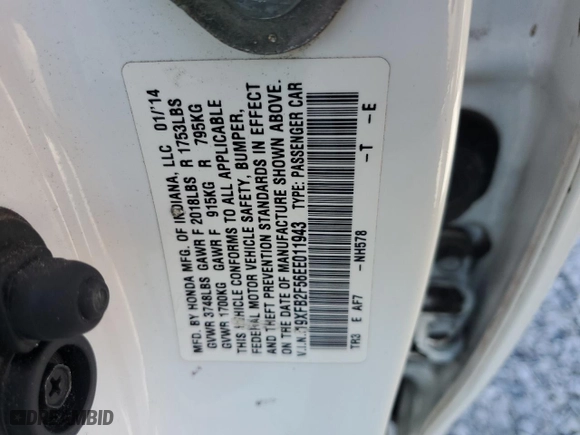 MFD. BY HONDA MFG. OF INDIANA, LLC 01/'14
GVWR 3748LBS GAWR F 2018LBS R 1753LBS
GVWR 1700KG GAWR F 915KG R 795KG
THIS VEHICLE CONFORMS TO ALL APPLICABLE
FEDERAL MOTOR VEHICLE SAFETY, BUMPER,
AND THEFT PREVENTION STANDARDS IN EFFECT
ON THE DATE OF MANUFACTURE SHOWN ABOVE.
V.I.N. 19XFB2F56EE011943 TYPE: PASSENGER CAR
TR3 E AF7 -NH578 -T -E
DREAMBID